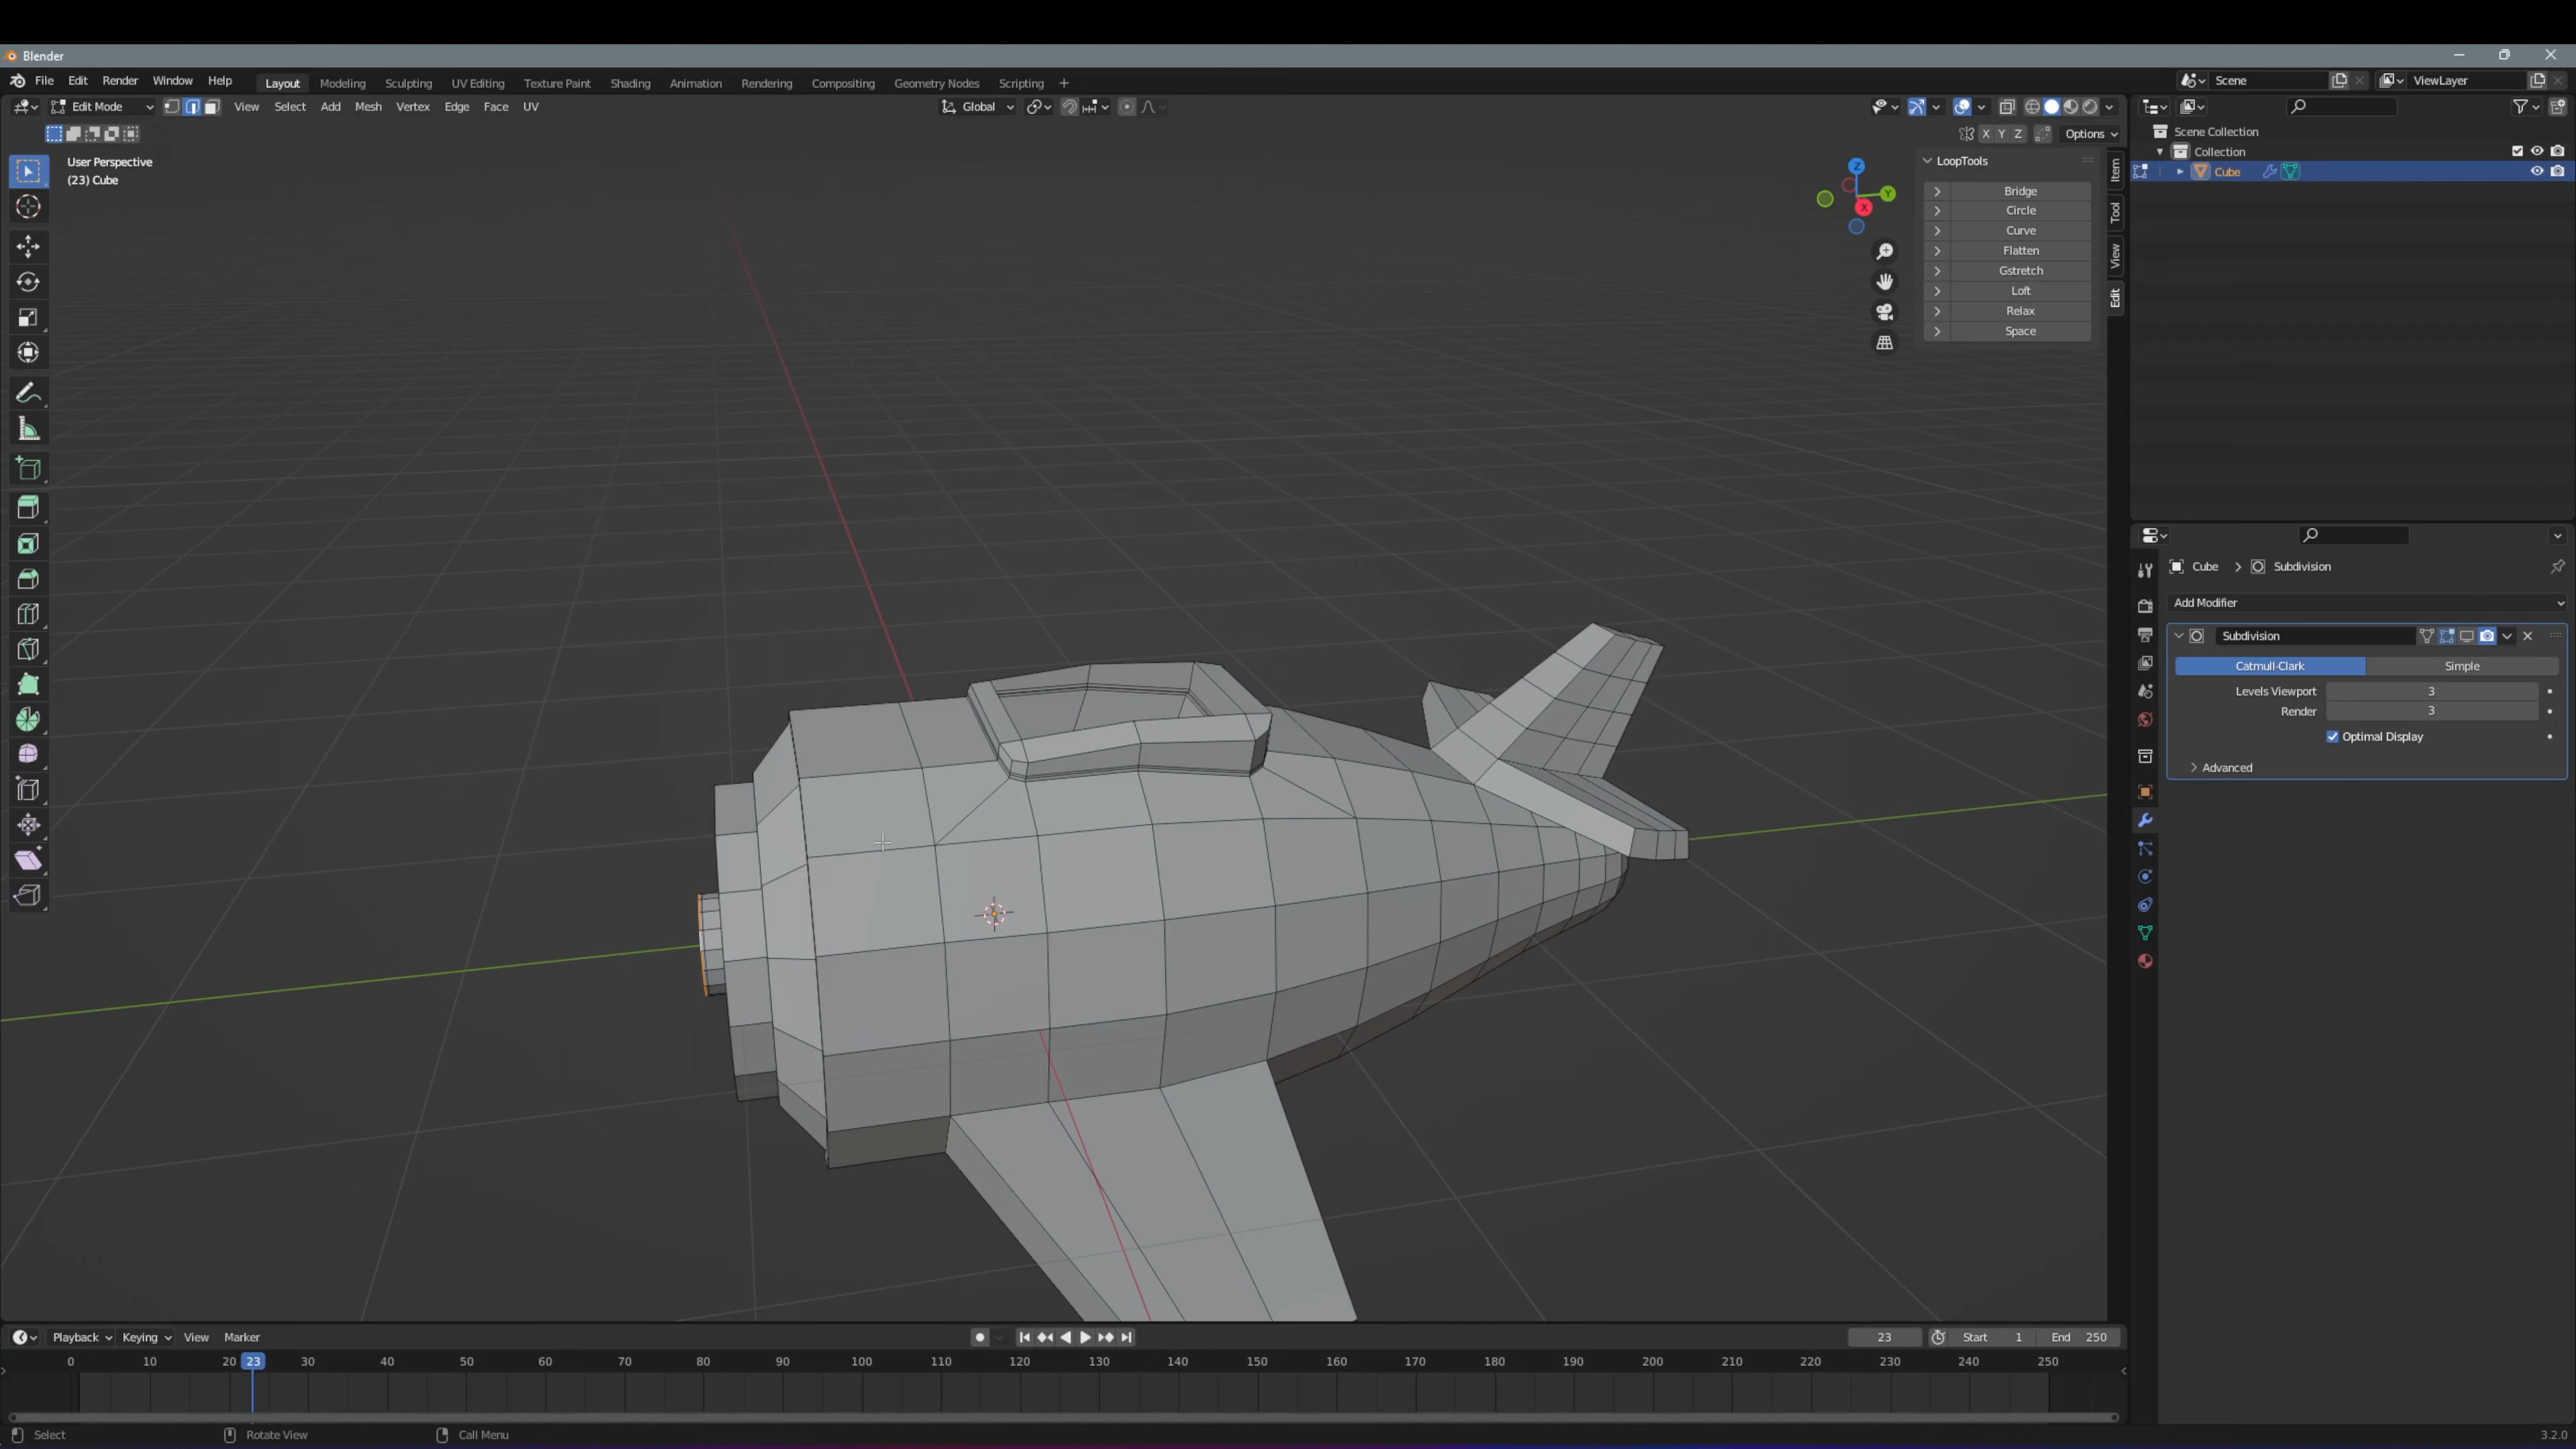 Blender
File Edit Render Window Help Layout Modeling Sculpting UV Editing Texture Paint Shading Animation Rendering Compositing Geometry Nodes Scripting + Scene ViewLayer
Edit Mode View Select Add Mesh Vertex Edge Face UV Global
X Y Z Options
User Perspective
(23) Cube
Z
Y
X
LoopTools
Bridge
Circle
Curve
Flatten
Gstretch
Loft
Relax
Space
Item
Tool
View
Edit
Scene Collection
Collection
Cube
Cube > Subdivision
Add Modifier
Subdivision
Catmull-Clark Simple
Levels Viewport 3
Render 3
Optimal Display
Advanced
Playback Keying View Marker 23 Start 1 End 250
0 10 20 23 30 40 50 60 70 80 90 100 110 120 130 140 150 160 170 180 190 200 210 220 230 240 250
Select Rotate View Call Menu 3.2.0